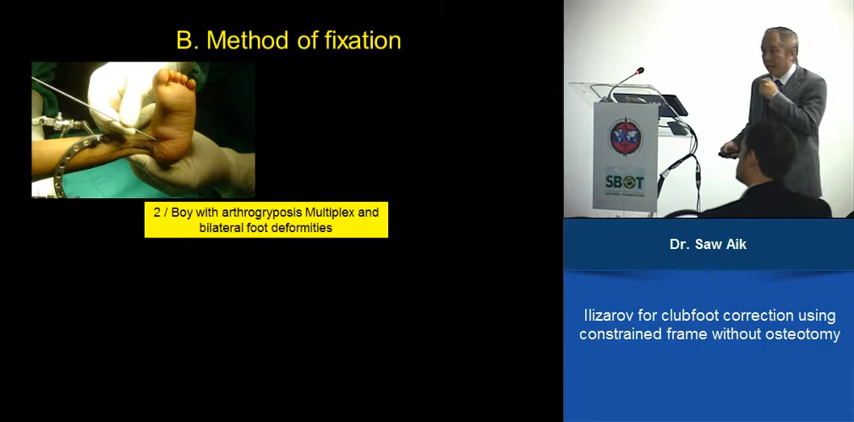 B. Method of fixation
2 / Boy with arthrogryposis Multiplex and
bilateral foot deformities
SBOT
Dr. Saw Aik
Ilizarov for clubfoot correction using
constrained frame without osteotomy